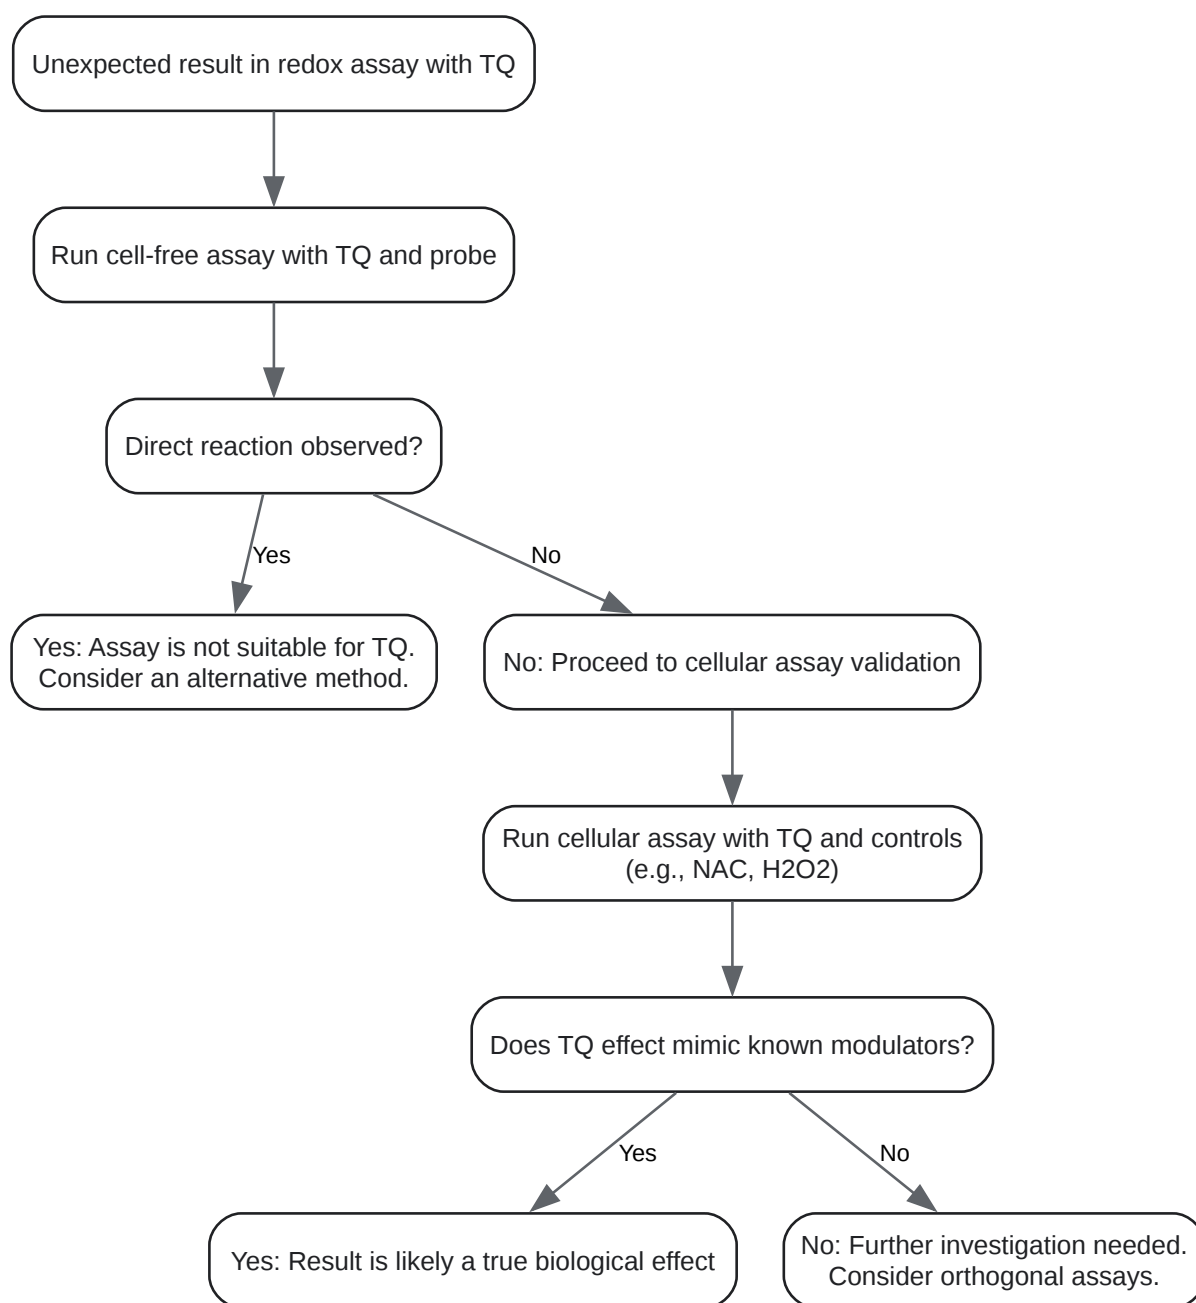 Unexpected result in redox assay with TQ
Run cell-free assay with TQ and probe
Direct reaction observed?
Yes
No
Yes: Assay is not suitable for TQ.
Consider an alternative method.
No: Proceed to cellular assay validation
Run cellular assay with TQ and controls
(e.g., NAC, H2O2)
Does TQ effect mimic known modulators?
Yes
No
Yes: Result is likely a true biological effect
No: Further investigation needed.
Consider orthogonal assays.